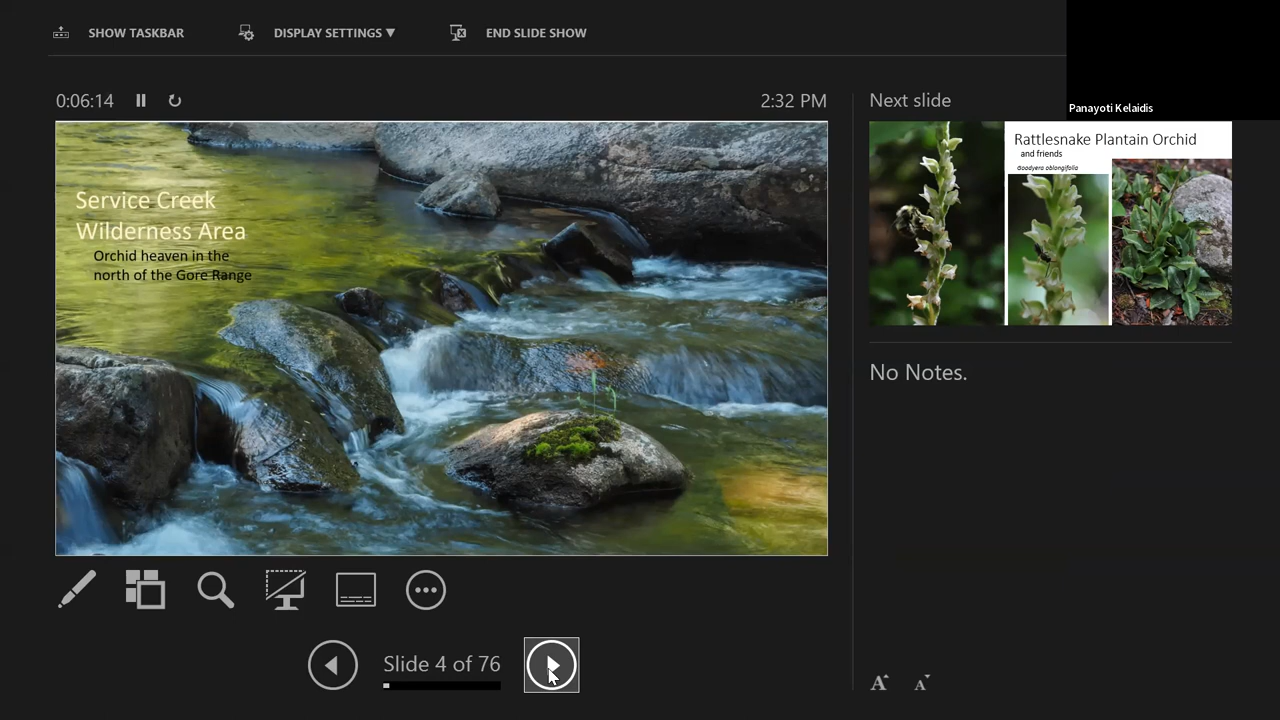 SHOW TASKBAR
DISPLAY SETTINGS ▼
END SLIDE SHOW
Panayoti Kelaidis
0:06:14
2:32 PM
Next slide
Service Creek
Wilderness Area
Orchid heaven in the
north of the Gore Range
Rattlesnake Plantain Orchid
and friends
Goodyera oblongifolia
No Notes.
Slide 4 of 76
A A